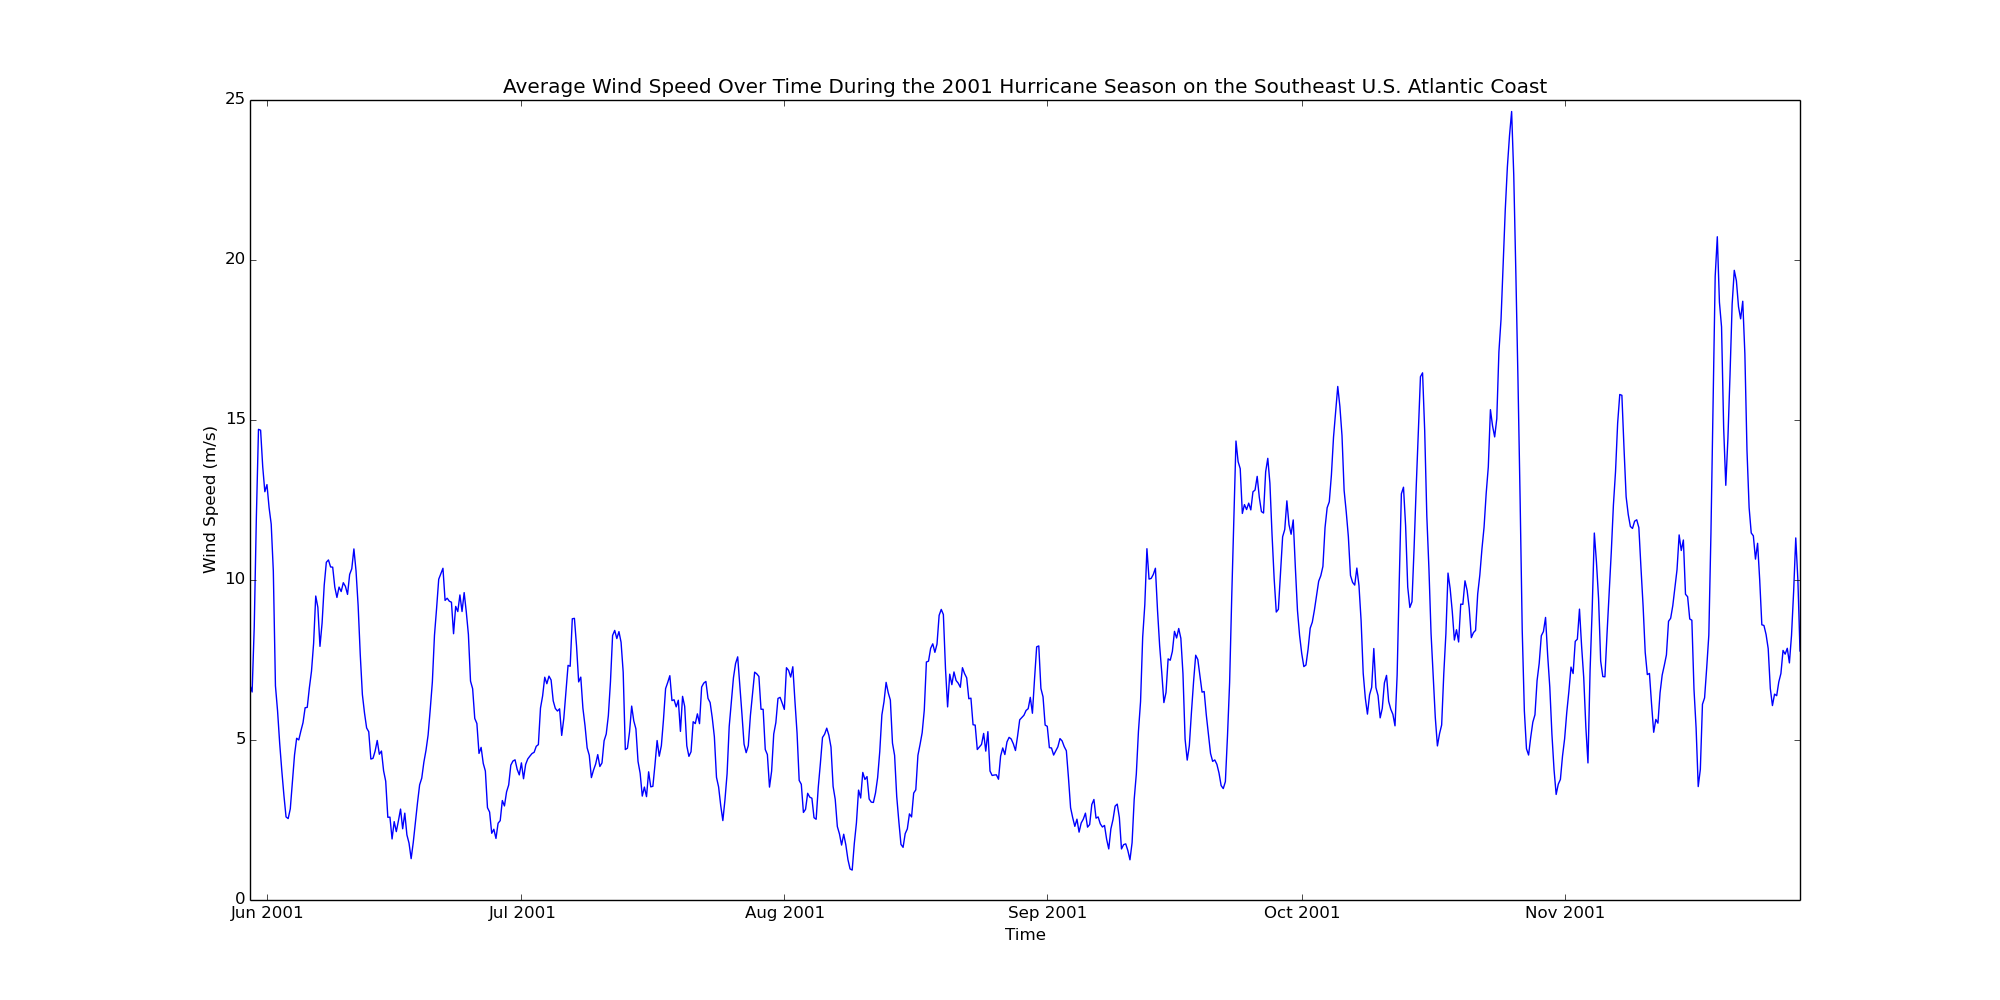 Average Wind Speed Over Time During the 2001 Hurricane Season on the Southeast U.S. Atlantic Coast
25
20
15
10
5
0
Wind Speed (m/s)
Jun 2001 Jul 2001 Aug 2001 Sep 2001 Oct 2001 Nov 2001
Time